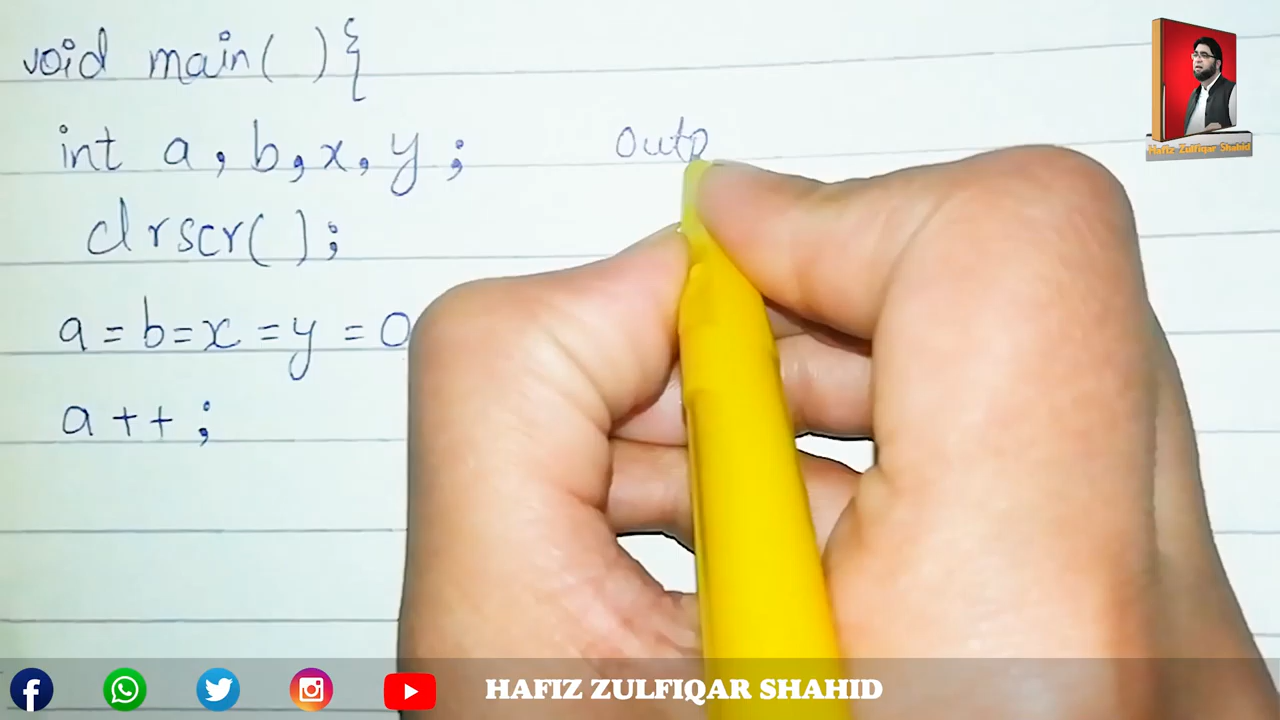 void main( ){
int a, b, x, y;
outp
clrscr( );
a = b = x = y = 0
a + + ;
Hafiz Zulfiqar Shahid
HAFIZ ZULFIQAR SHAHID